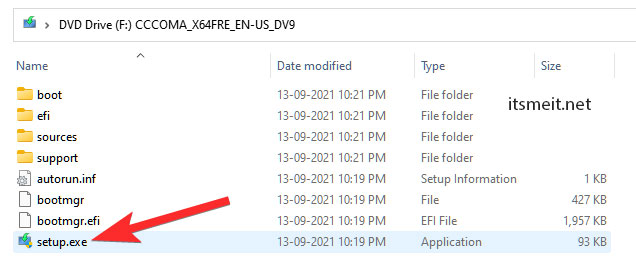 DVD Drive (F:) CCCOMA_X64FRE_EN-US_DV9
Name Date modified Type Size
boot 13-09-2021 10:21 PM File folder
efi 13-09-2021 10:21 PM File folder
sources 13-09-2021 10:21 PM File folder
support 13-09-2021 10:21 PM File folder
autorun.inf 13-09-2021 10:19 PM Setup Information 1 KB
bootmgr 13-09-2021 10:19 PM File 427 KB
bootmgr.efi 13-09-2021 10:19 PM EFI File 1,957 KB
setup.exe 13-09-2021 10:19 PM Application 93 KB
itsmeit.net